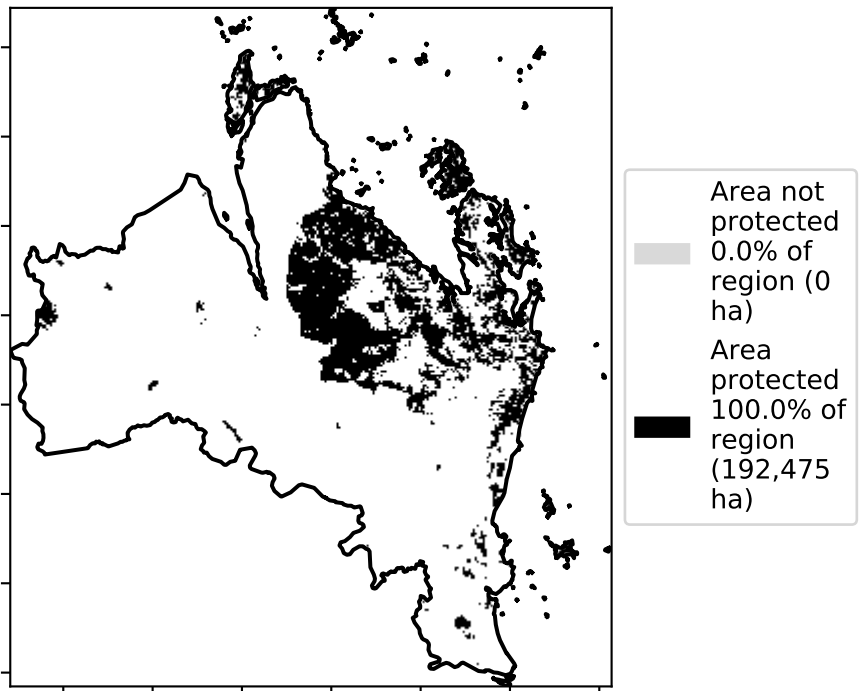 Area not
protected
0.0% of
region (0
ha)
Area
protected
100.0% of
region
(192,475
ha)